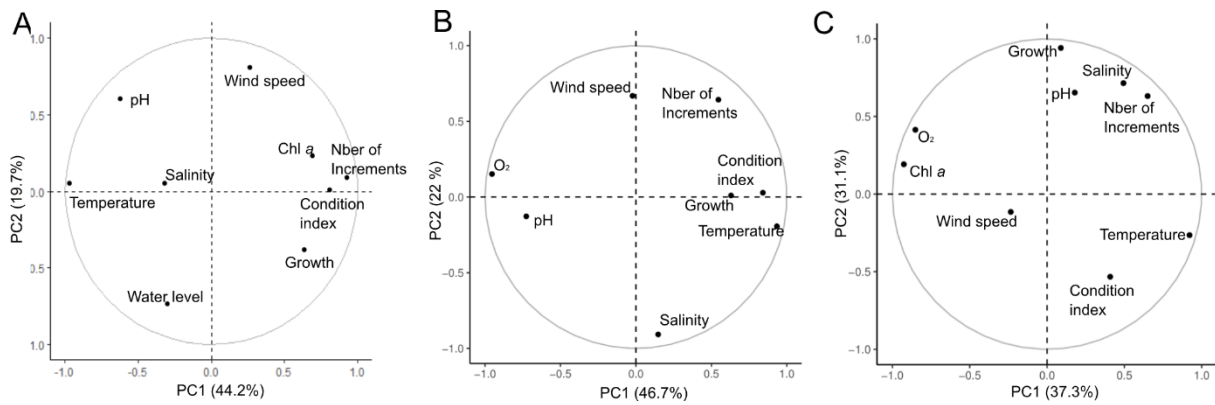 A
1.0
Wind speed
pH
0.5
Chl a
Nber of
Increments
Salinity
0.0
Temperature
Condition
index
PC2 (19.7%)
0.5
Growth
Water level
1.0
-1.0
-0.5
0.0
0.5
1.0
PC1 (44.2%)
B
1.0
Wind speed
Nber of
Increments
0.5
O₂
Condition
index
0.0
Growth
pH
Temperature
PC2 (22 %)
-0.5
Salinity
-1.0
-1.0
-0.5
0.0
0.5
1.0
PC1 (46.7%)
C
1.0
Growth
Salinity
pH
Nber of
Increments
0.5
O₂
Chl a
0.0
Wind speed
Temperature
PC2 (31.1%)
-0.5
Condition
index
-1.0
-1.0
-0.5
0.0
0.5
1.0
PC1 (37.3%)